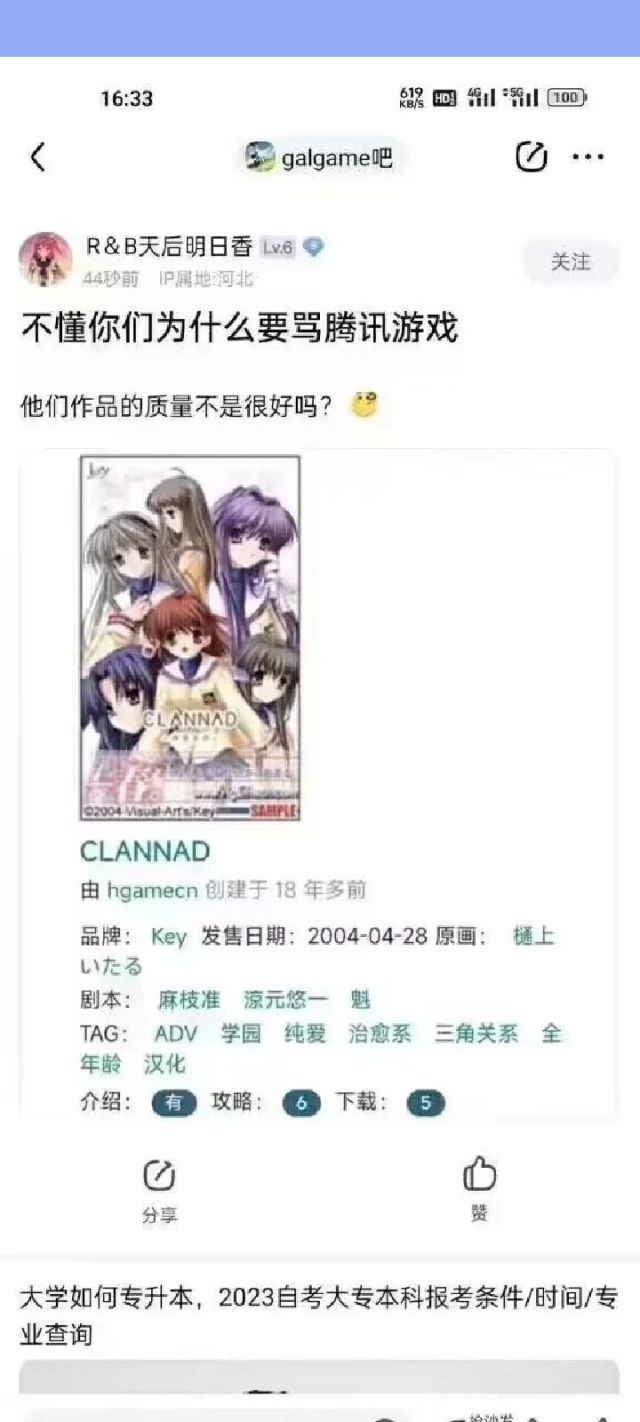 16:33
619 KB/S HD 4G 5G 100
galgame吧
R&B天后明日香 Lv.6
44秒前 IP属地:河北
关注
不懂你们为什么要骂腾讯游戏
他们作品的质量不是很好吗？
key
CLANNAD
©2004 Visual Art's/Key
SAMPLE
CLANNAD
由 hgamecn 创建于 18 年多前
品牌： Key 发售日期： 2004-04-28 原画： 樋上
いたる
剧本： 麻枝准 涼元悠一 魁
TAG： ADV 学园 纯爱 治愈系 三角关系 全
年龄 汉化
介绍： 有 攻略： 6 下载： 5
分享
赞
大学如何专升本，2023自考大专本科报考条件/时间/专
业查询
抢沙发